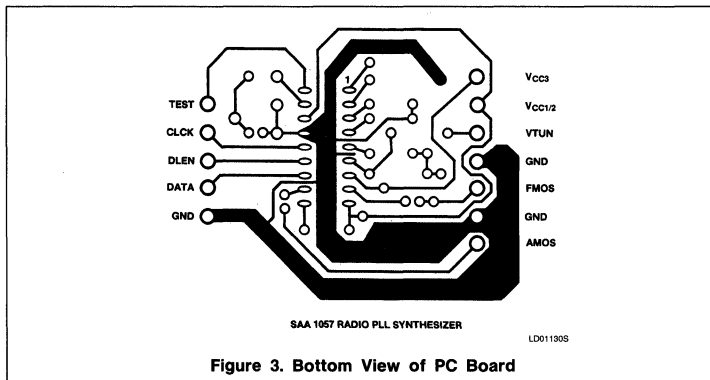 1
VCC3
TEST
VCC1/2
CLCK
VTUN
DLEN
GND
DATA
FMOS
GND
GND
AMOS
SAA 1057 RADIO PLL SYNTHESIZER
LD01130S
Figure 3. Bottom View of PC Board